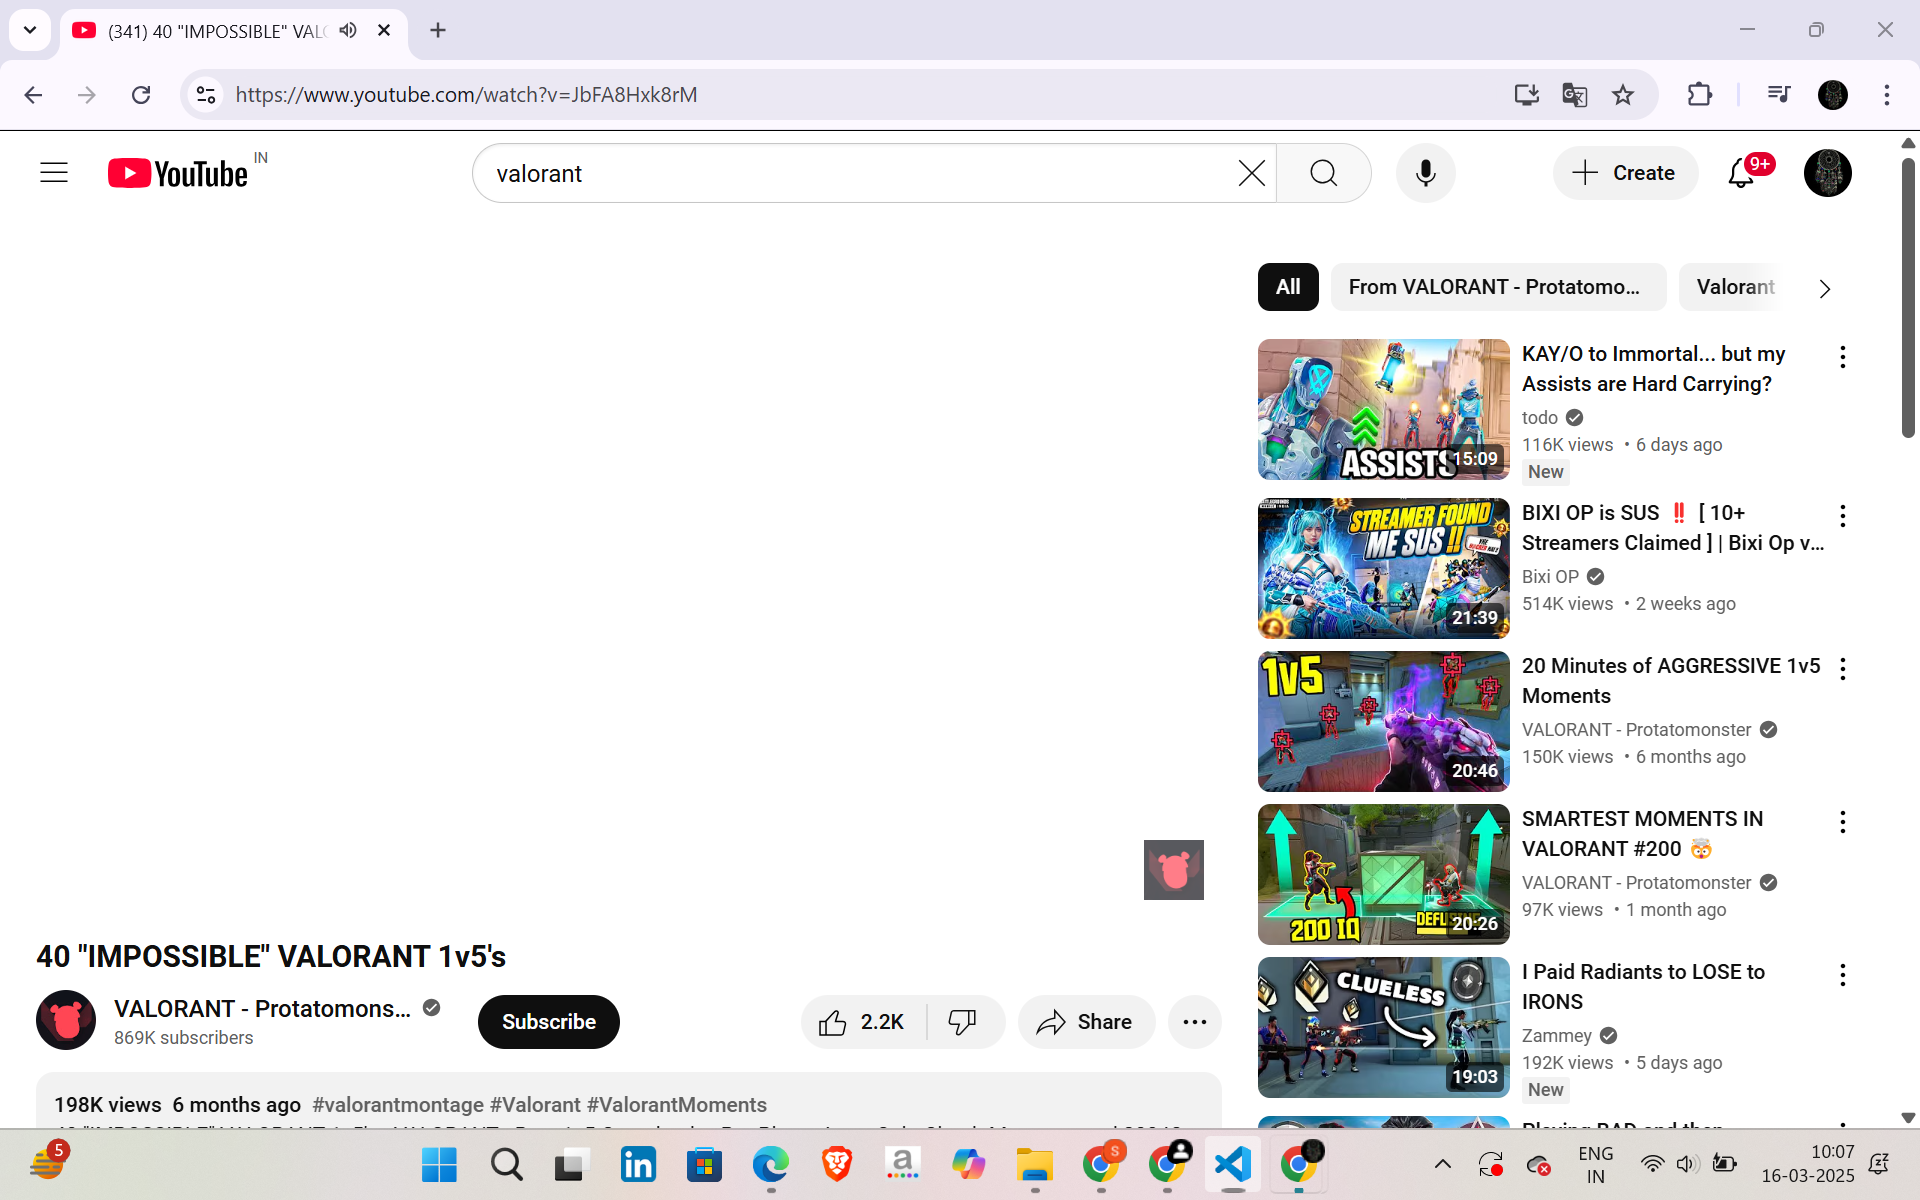 (341) 40 "IMPOSSIBLE" VALO
https://www.youtube.com/watch?v=JbFA8Hxk8rM
YouTube IN
valorant
Create
9+
All
From VALORANT - Protatomo...
Valorant
KAY/O to Immortal... but my
Assists are Hard Carrying?
todo
116K views • 6 days ago
New
ASSISTS
15:09
BIXI OP is SUS ‼️ [ 10+
Streamers Claimed ] | Bixi Op v...
Bixi OP
514K views • 2 weeks ago
STREAMER FOUND
ME SUS !!
21:39
20 Minutes of AGGRESSIVE 1v5
Moments
VALORANT - Protatomonster
150K views • 6 months ago
1V5
20:46
SMARTEST MOMENTS IN
VALORANT #200 🤯
VALORANT - Protatomonster
97K views • 1 month ago
200 IQ
20:26
I Paid Radiants to LOSE to
IRONS
Zammey
192K views • 5 days ago
New
CLUELESS
19:03
Playing BAD and then
40 "IMPOSSIBLE" VALORANT 1v5's
VALORANT - Protatomons...
869K subscribers
Subscribe
2.2K
Share
198K views 6 months ago #valorantmontage #Valorant #ValorantMoments
5
S
ENG
IN
10:07
16-03-2025